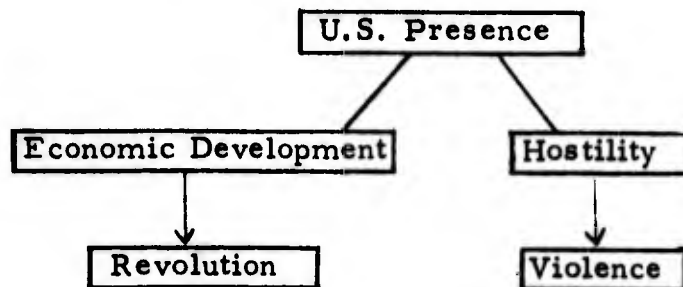 U.S. Presence
Economic Development
Hostility
Revolution
Violence